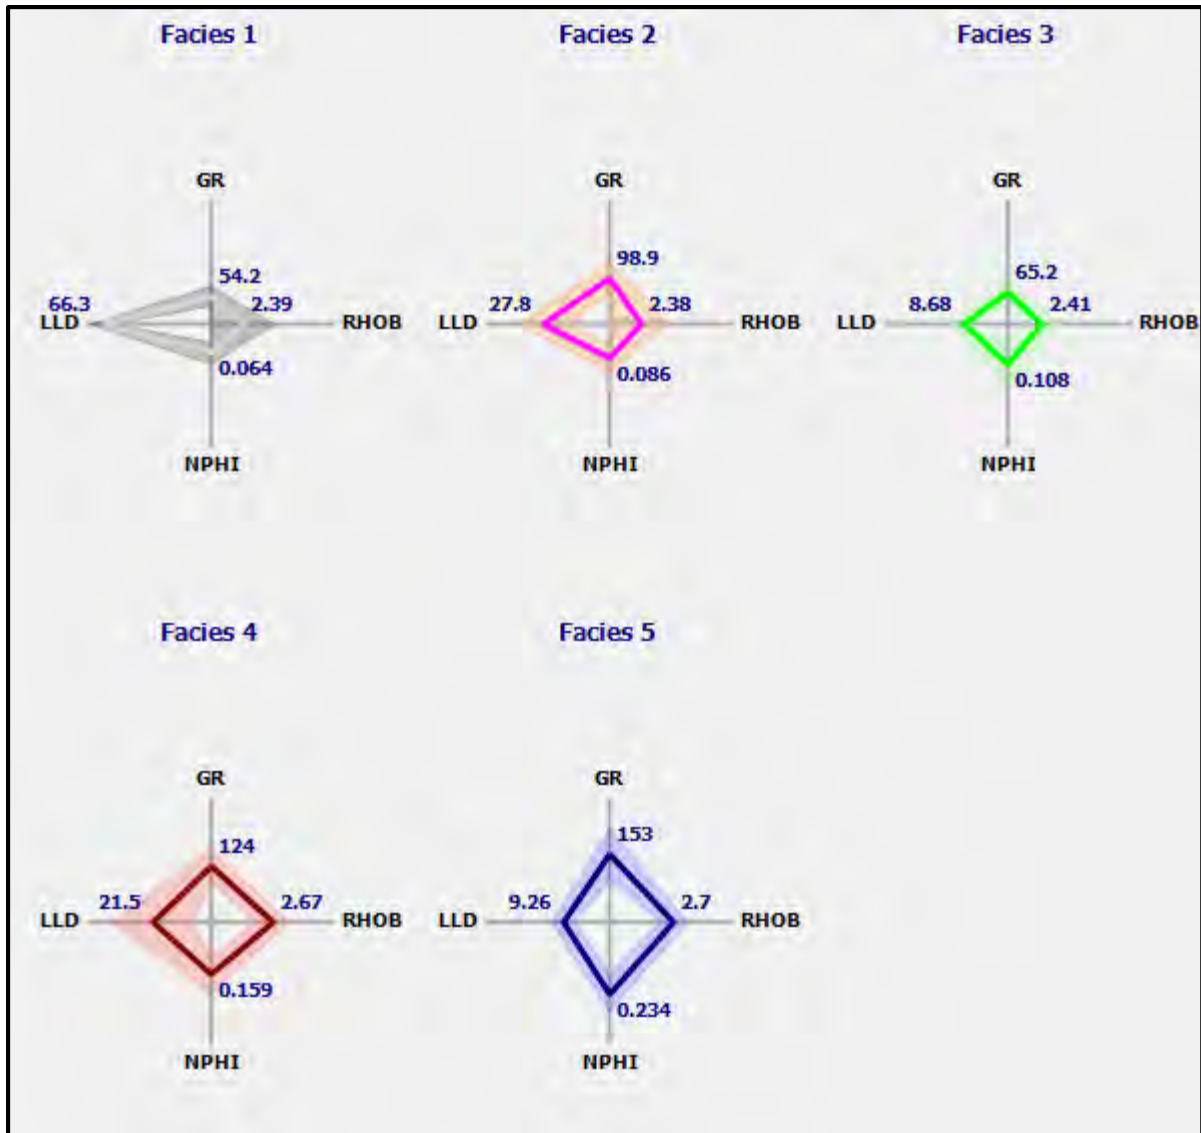 Facies 1
Facies 2
Facies 3
GR
GR
GR
54.2
98.9
65.2
66.3
2.39
27.8
2.38
8.68
2.41
LLD
RHOB
LLD
RHOB
LLD
RHOB
0.064
0.086
0.108
NPHI
NPHI
NPHI
Facies 4
Facies 5
GR
GR
124
153
21.5
2.67
9.26
2.7
LLD
RHOB
LLD
RHOB
0.159
0.234
NPHI
NPHI